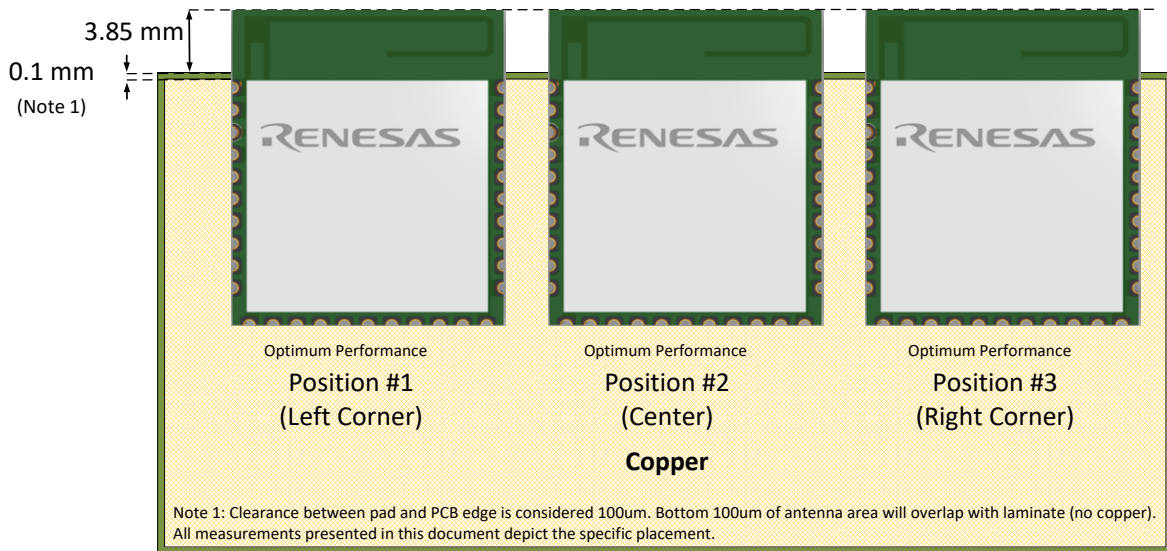 3.85 mm
0.1 mm
(Note 1)
RENESAS RENESAS RENESAS
Optimum Performance Optimum Performance Optimum Performance
Position #1 Position #2 Position #3
(Left Corner) (Center) (Right Corner)
Copper
Note 1: Clearance between pad and PCB edge is considered 100um. Bottom 100um of antenna area will overlap with laminate (no copper).
All measurements presented in this document depict the specific placement.